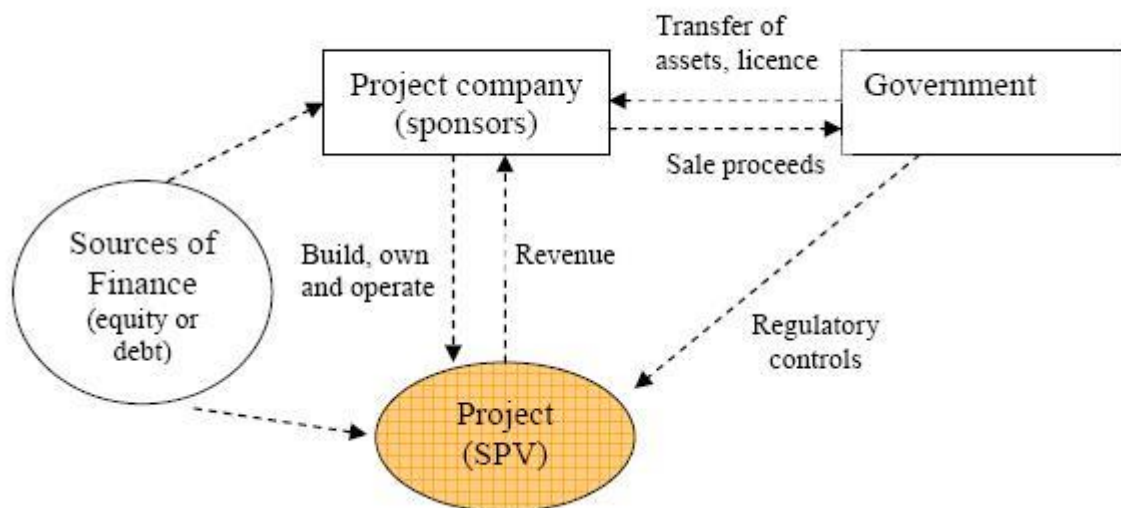 Transfer of
assets, licence
Project company
(sponsors)
Government
Sale proceeds
Sources of
Finance
(equity or
debt)
Build, own
and operate
Revenue
Regulatory
controls
Project
(SPV)